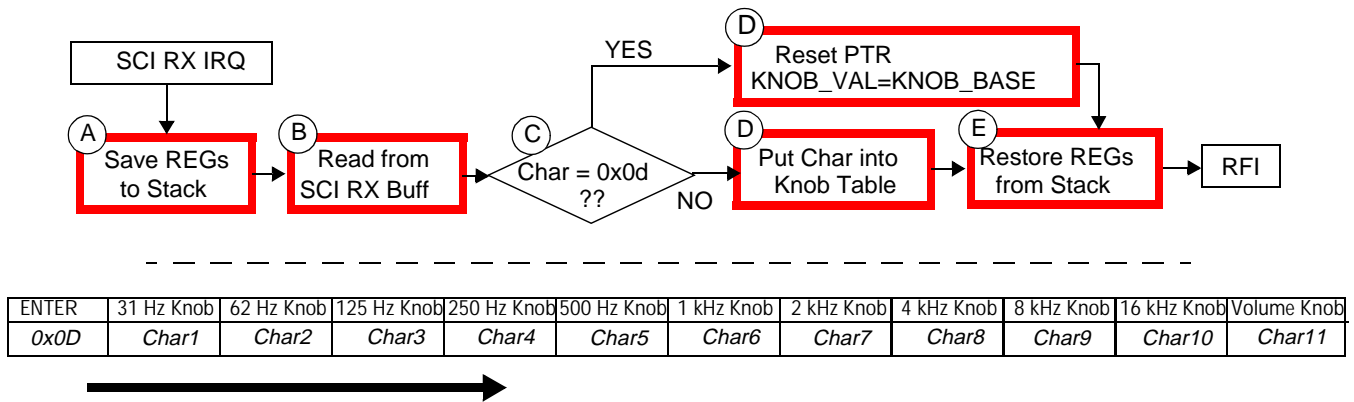 SCI RX IRQ
A
Save REGs
to Stack
B
Read from
SCI RX Buff
C
Char = 0x0d
??
YES
NO
D
Reset PTR
KNOB_VAL=KNOB_BASE
D
Put Char into
Knob Table
E
Restore REGs
from Stack
RFI
ENTER 31 Hz Knob 62 Hz Knob 125 Hz Knob 250 Hz Knob 500 Hz Knob 1 kHz Knob 2 kHz Knob 4 kHz Knob 8 kHz Knob 16 kHz Knob Volume Knob
0x0D Char1 Char2 Char3 Char4 Char5 Char6 Char7 Char8 Char9 Char10 Char11